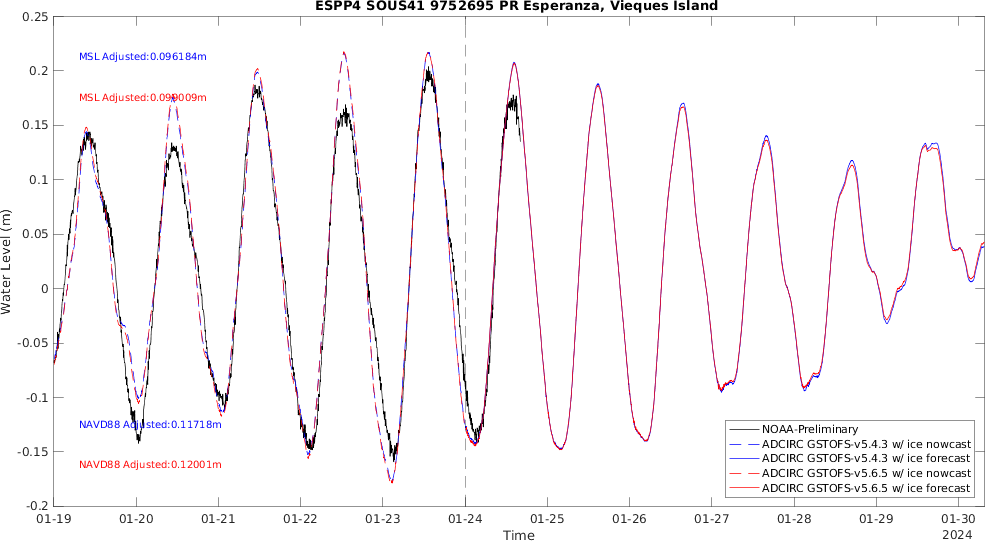 ESPP4 SOUS41 9752695 PR Esperanza, Vieques Island
0.25
0.2
0.15
0.1
0.05
0
-0.05
-0.1
-0.15
-0.2
Water Level (m)
MSL Adjusted:0.096184m
MSL Adjusted:0.099009m
NAVD88 Adjusted:0.11718m
NAVD88 Adjusted:0.12001m
NOAA-Preliminary
ADCIRC GSTOFS-v5.4.3 w/ ice nowcast
ADCIRC GSTOFS-v5.4.3 w/ ice forecast
ADCIRC GSTOFS-v5.6.5 w/ ice nowcast
ADCIRC GSTOFS-v5.6.5 w/ ice forecast
01-19 01-20 01-21 01-22 01-23 01-24 01-25 01-26 01-27 01-28 01-29 01-30
Time
2024